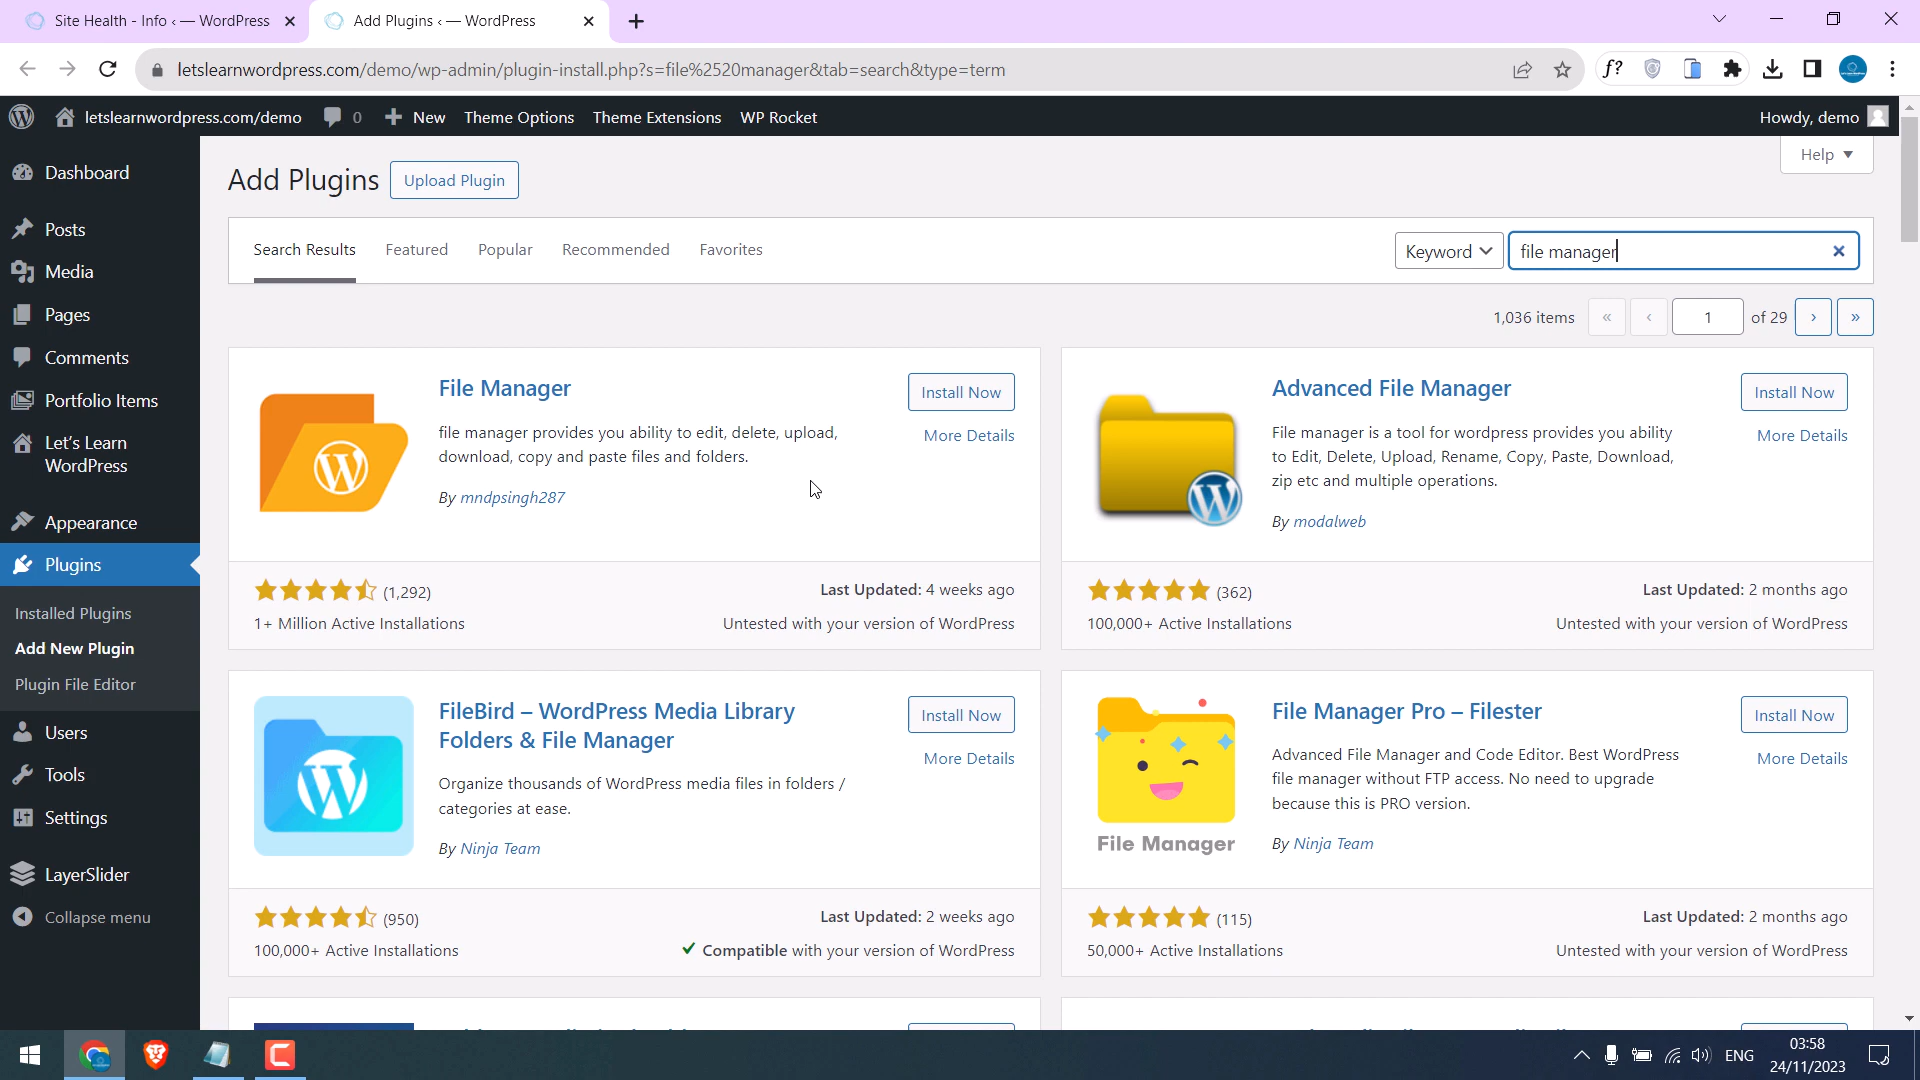 Site Health - Info ‹ — WordPress
Add Plugins ‹ — WordPress
letslearnwordpress.com/demo/wp-admin/plugin-install.php?s=file%2520manager&tab=search&type=term
f?
letslearnwordpress.com/demo
0
New
Theme Options
Theme Extensions
WP Rocket
Howdy, demo
Dashboard
Posts
Media
Pages
Comments
Portfolio Items
Let's Learn
WordPress
Appearance
Plugins
Installed Plugins
Add New Plugin
Plugin File Editor
Users
Tools
Settings
LayerSlider
Collapse menu
Help
Add Plugins
Upload Plugin
Search Results
Featured
Popular
Recommended
Favorites
Keyword
file manager
1,036 items
«
‹
1
of 29
›
»
File Manager
Install Now
More Details
file manager provides you ability to edit, delete, upload,
download, copy and paste files and folders.
By mndpsingh287
(1,292)
Last Updated: 4 weeks ago
1+ Million Active Installations
Untested with your version of WordPress
Advanced File Manager
Install Now
More Details
File manager is a tool for wordpress provides you ability
to Edit, Delete, Upload, Rename, Copy, Paste, Download,
zip etc and multiple operations.
By modalweb
(362)
Last Updated: 2 months ago
100,000+ Active Installations
Untested with your version of WordPress
FileBird – WordPress Media Library
Folders & File Manager
Install Now
More Details
Organize thousands of WordPress media files in folders /
categories at ease.
By Ninja Team
(950)
Last Updated: 2 weeks ago
100,000+ Active Installations
Compatible with your version of WordPress
File Manager
File Manager Pro – Filester
Install Now
More Details
Advanced File Manager and Code Editor. Best WordPress
file manager without FTP access. No need to upgrade
because this is PRO version.
By Ninja Team
(115)
Last Updated: 2 months ago
50,000+ Active Installations
Untested with your version of WordPress
ENG
03:58
24/11/2023